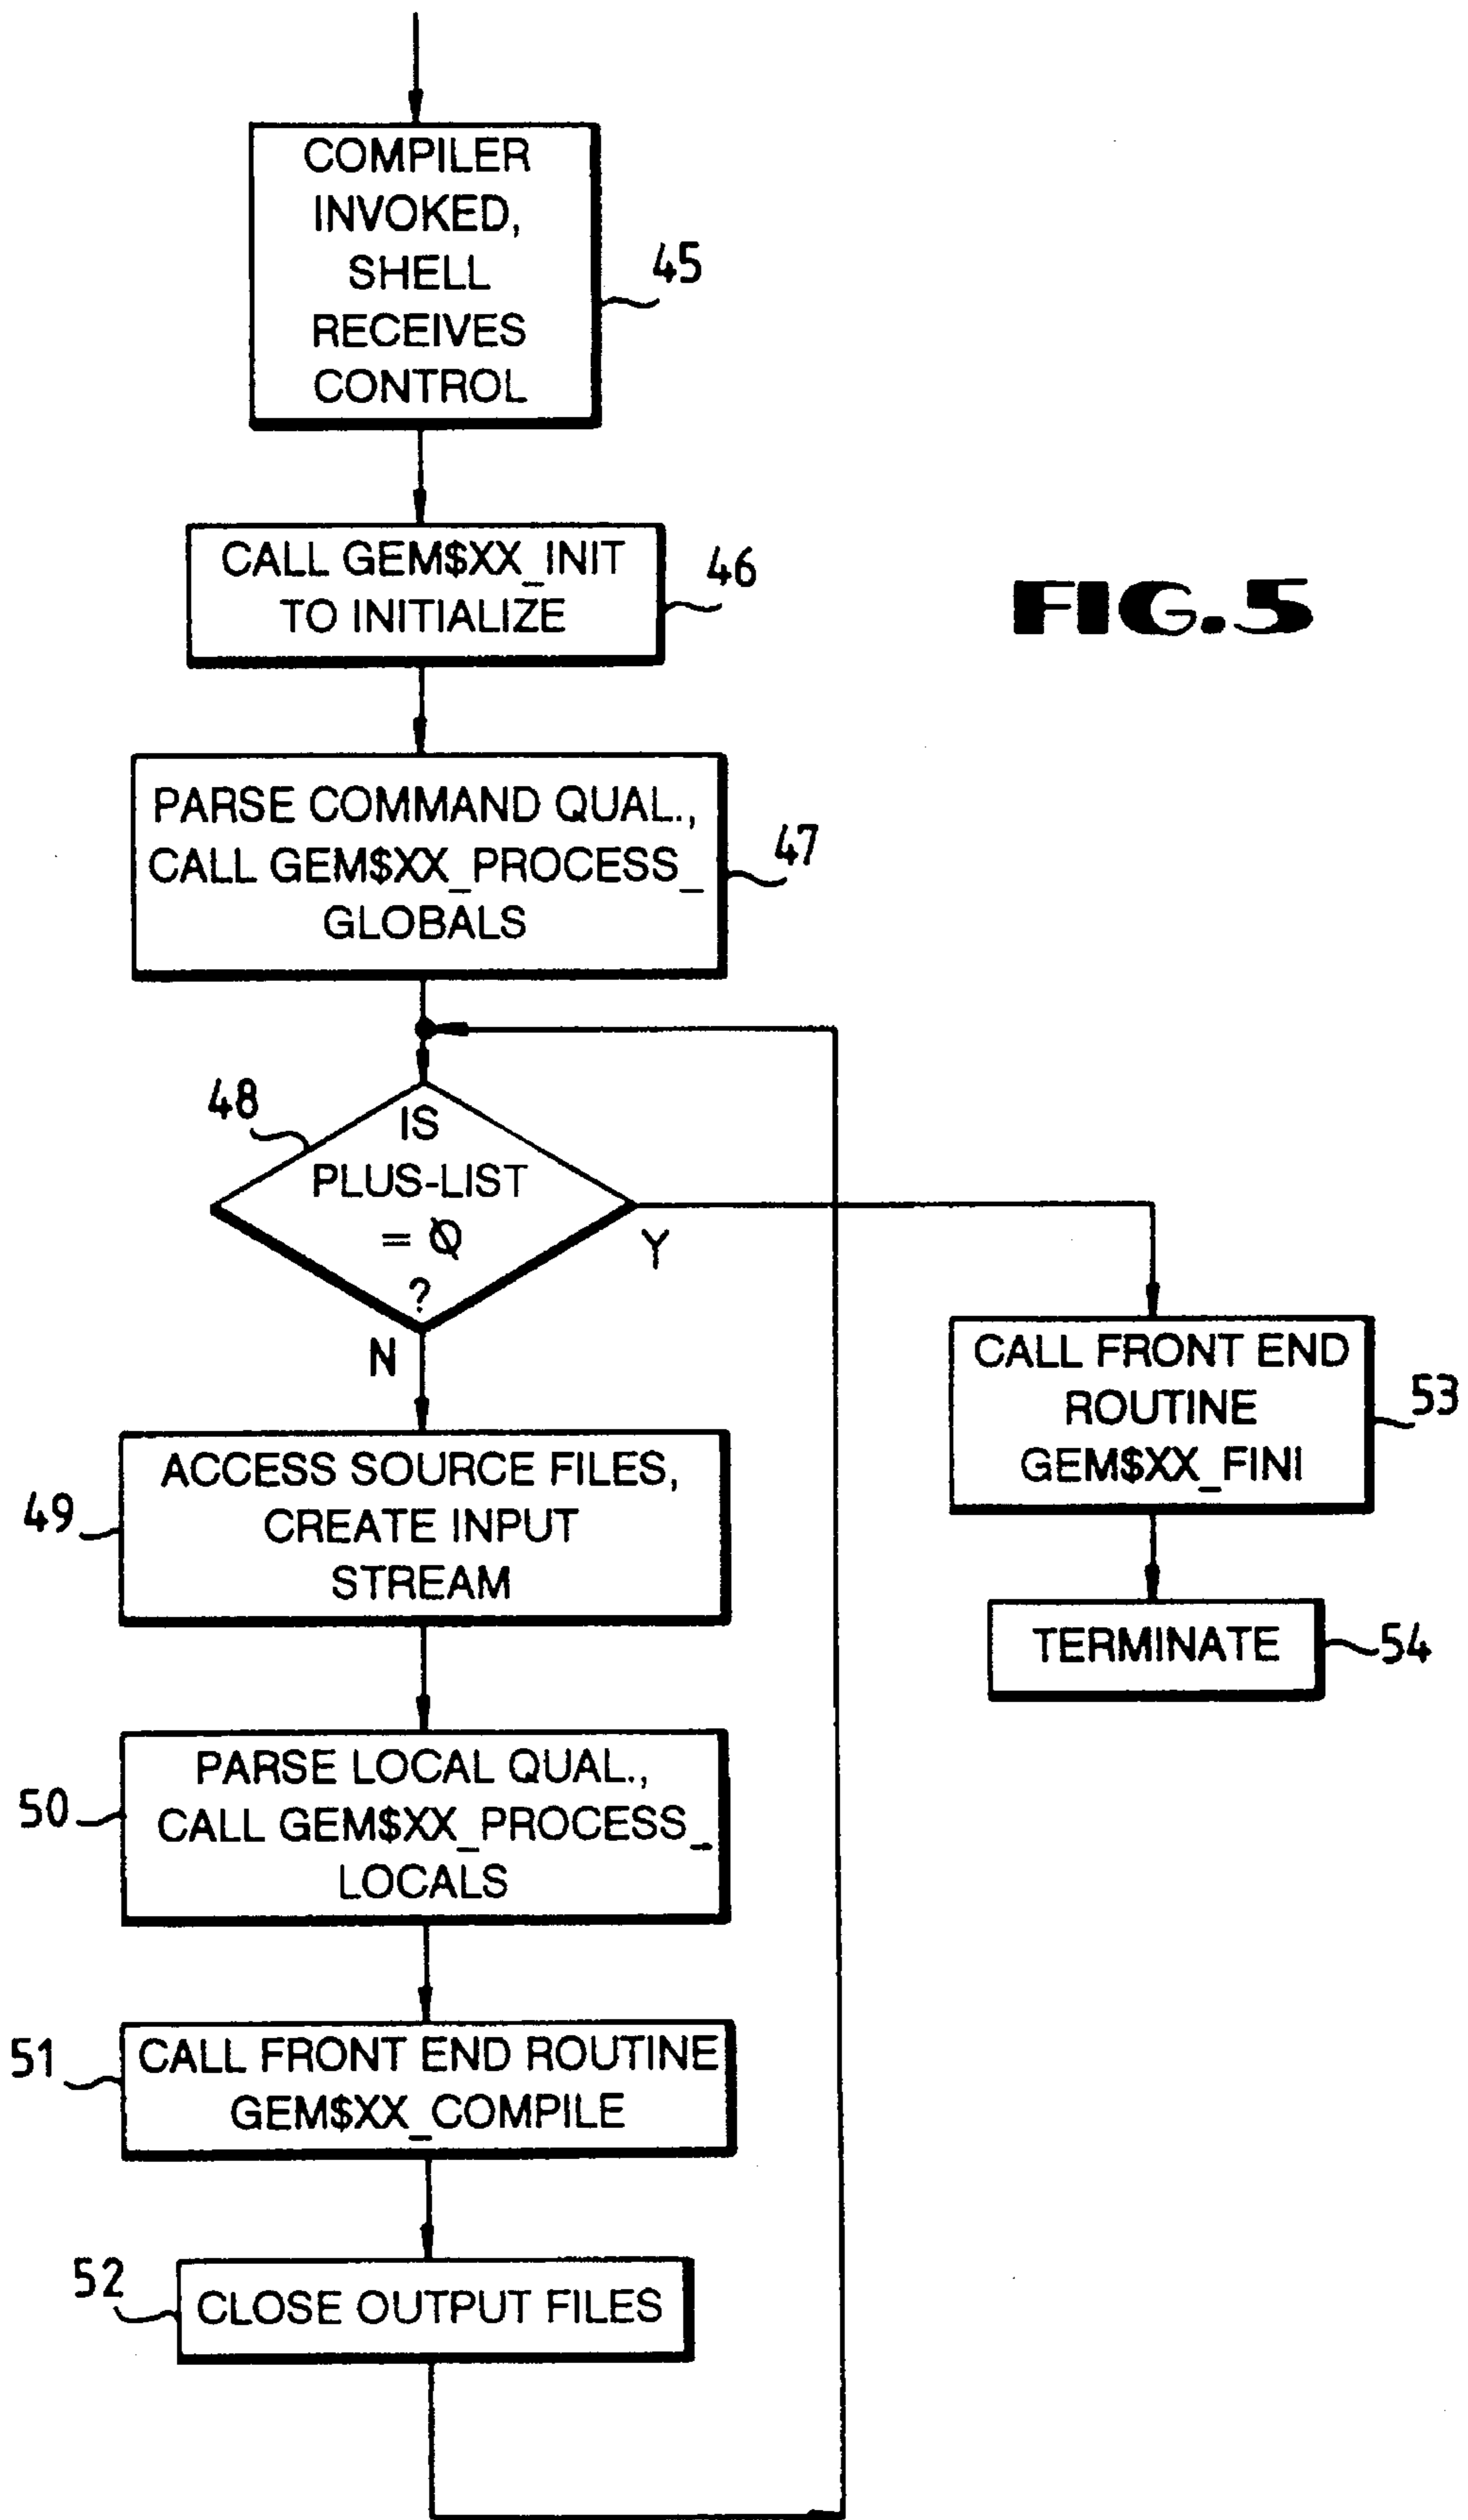 COMPILER
INVOKED,
SHELL
RECEIVES
CONTROL
45
CALL GEM$XX_INIT
TO INITIALIZE
46
FIG.5
PARSE COMMAND QUAL.,
CALL GEM$XX_PROCESS_
GLOBALS
47
48
IS
PLUS-LIST
= Ø
?
Y
N
ACCESS SOURCE FILES,
CREATE INPUT
STREAM
49
PARSE LOCAL QUAL.,
CALL GEM$XX_PROCESS_
LOCALS
50
CALL FRONT END ROUTINE
GEM$XX_COMPILE
51
CLOSE OUTPUT FILES
52
CALL FRONT END
ROUTINE
GEM$XX_FINI
53
TERMINATE
54